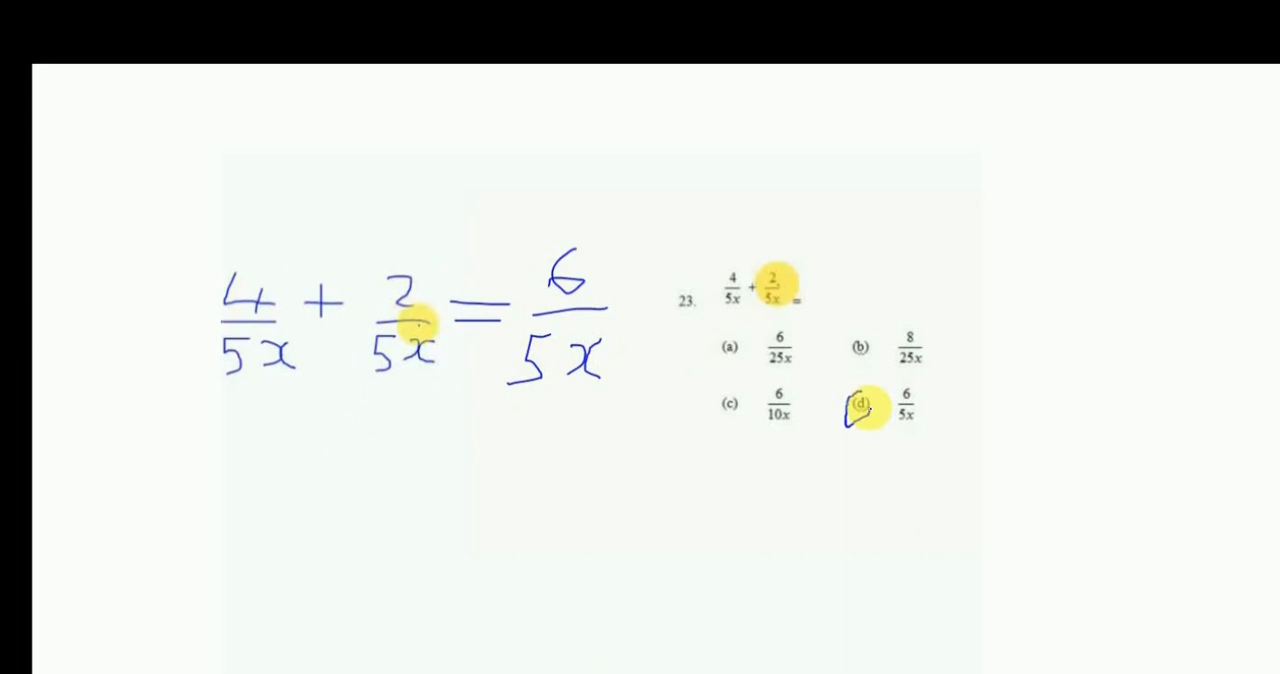 4/5x + 2/5x = 6/5x
23. 4/5x + 2/5x =
(a) 6/25x (b) 8/25x
(c) 6/10x (d) 6/5x